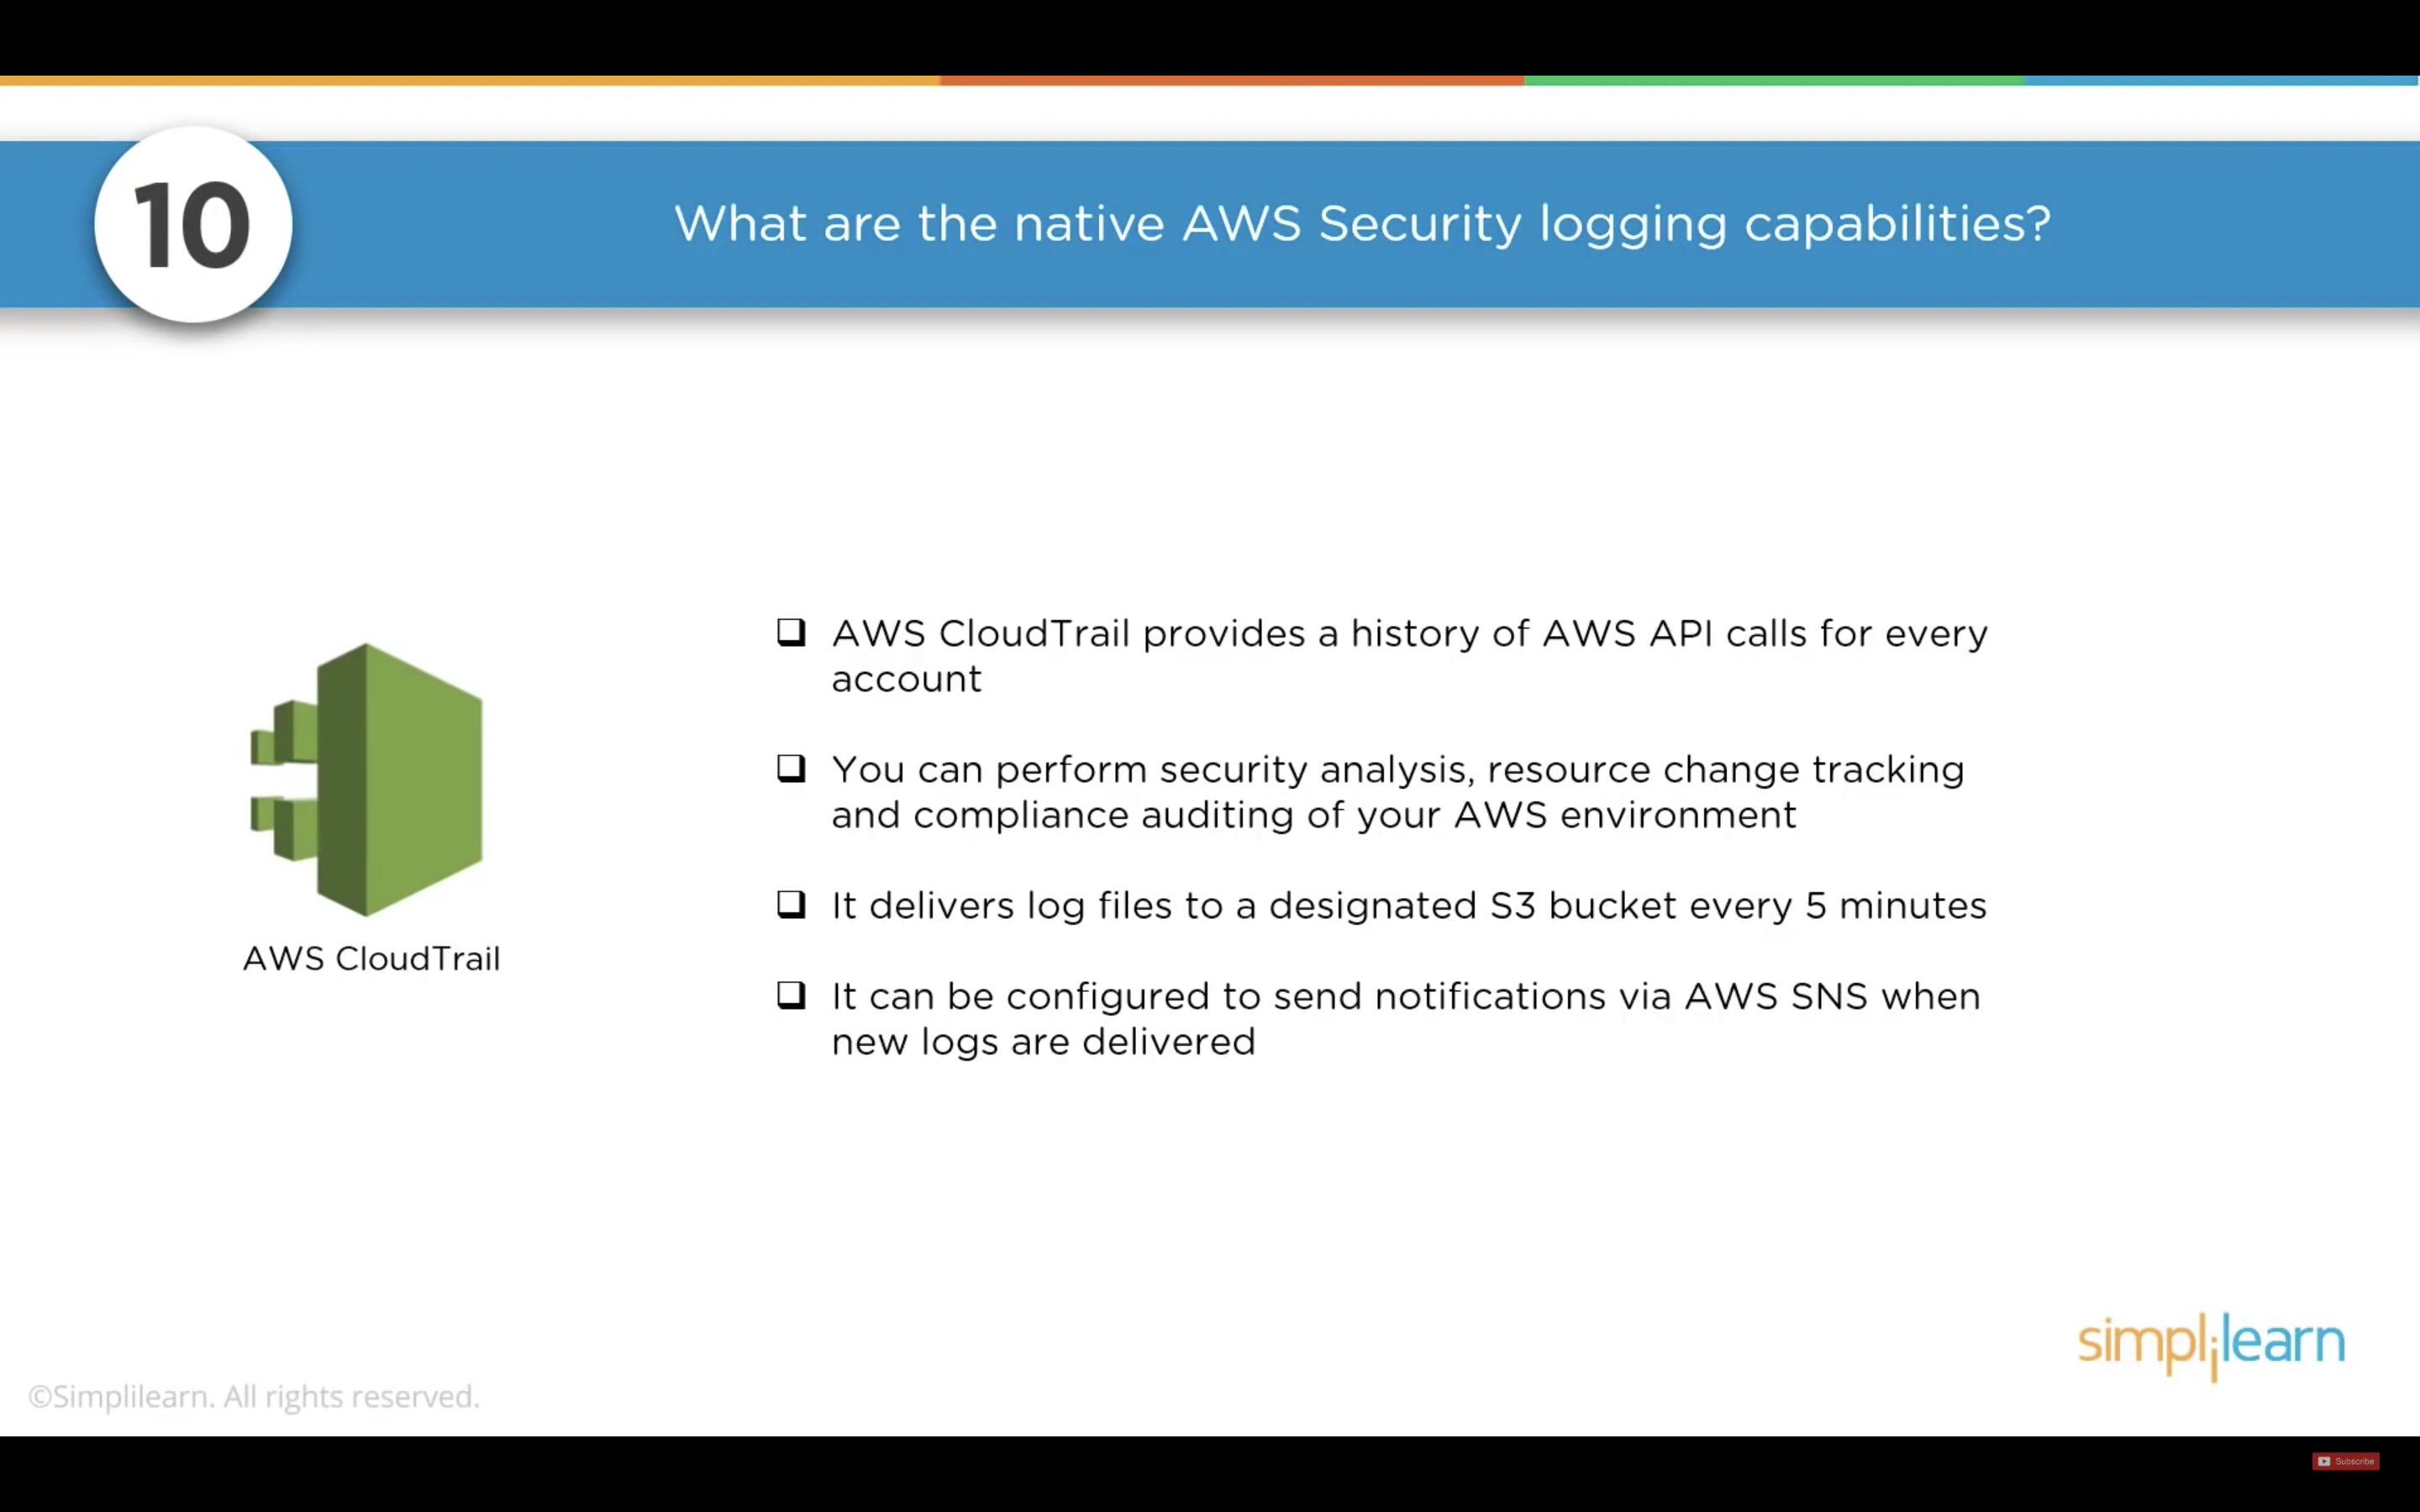 10
What are the native AWS Security logging capabilities?
AWS CloudTrail provides a history of AWS API calls for every
account
You can perform security analysis, resource change tracking
and compliance auditing of your AWS environment
It delivers log files to a designated S3 bucket every 5 minutes
It can be configured to send notifications via AWS SNS when
new logs are delivered
AWS CloudTrail
simplilearn
©Simplilearn. All rights reserved.
Subscribe